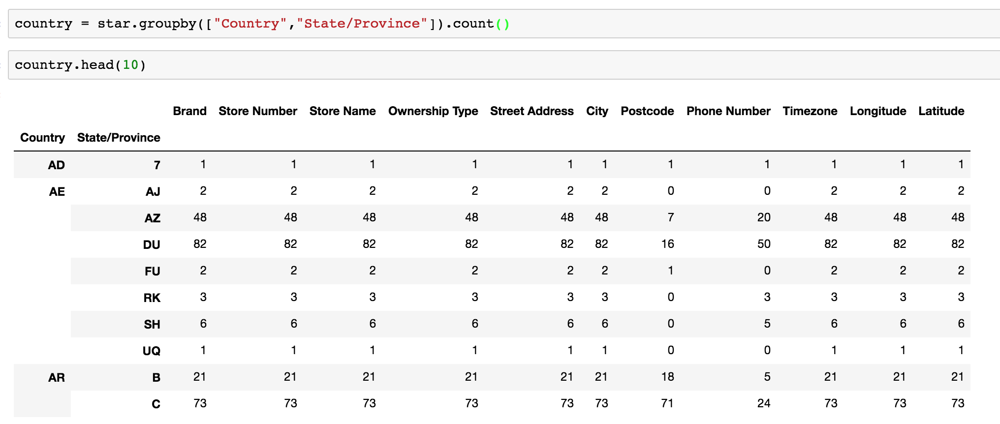 country = star.groupby(["Country","State/Province"]).count()
country.head(10)
Brand Store Number Store Name Ownership Type Street Address City Postcode Phone Number Timezone Longitude Latitude
Country State/Province
AD 7 1 1 1 1 1 1 1 1 1 1 1
AE AJ 2 2 2 2 2 2 0 0 2 2 2
AZ 48 48 48 48 48 48 7 20 48 48 48
DU 82 82 82 82 82 82 16 50 82 82 82
FU 2 2 2 2 2 2 1 0 2 2 2
RK 3 3 3 3 3 3 0 3 3 3 3
SH 6 6 6 6 6 6 0 5 6 6 6
UQ 1 1 1 1 1 1 0 0 1 1 1
AR B 21 21 21 21 21 21 18 5 21 21 21
C 73 73 73 73 73 73 71 24 73 73 73